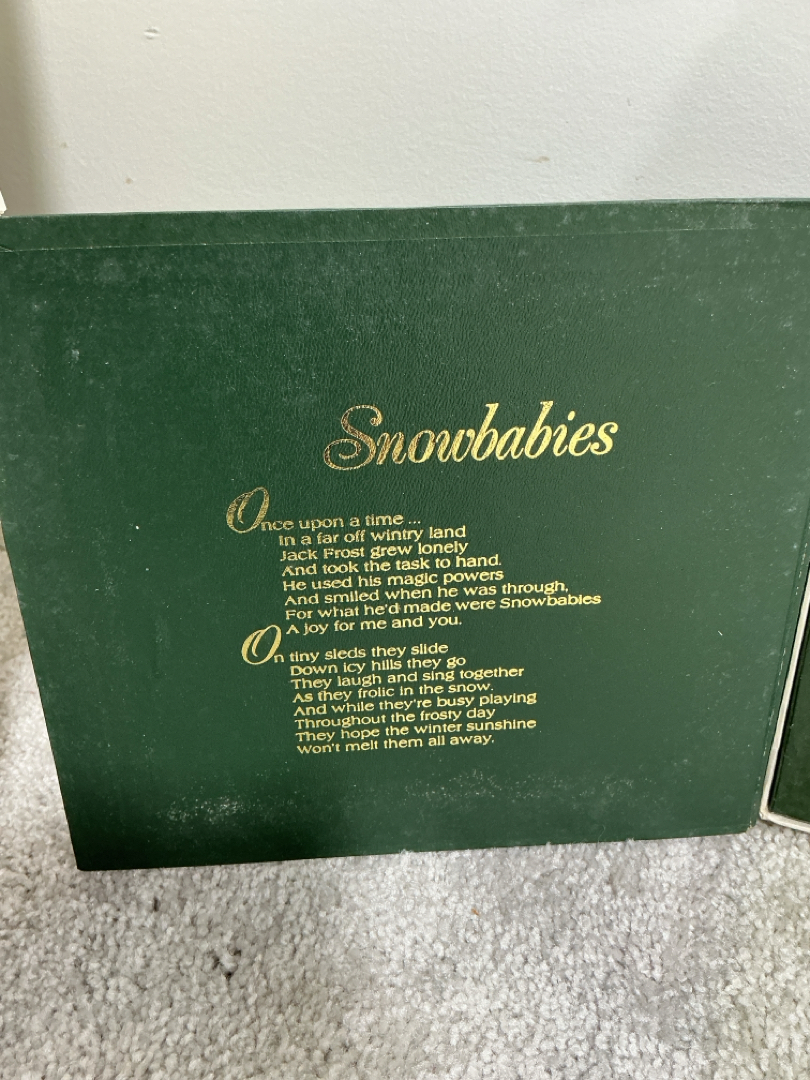 Snowbabies
Once upon a time ...
In a far off wintry land
Jack Frost grew lonely
And took the task to hand.
He used his magic powers
And smiled when he was through,
For what he'd made were Snowbabies
A joy for me and you.
On tiny sleds they slide
Down icy hills they go
They laugh and sing together
As they frolic in the snow.
And while they're busy playing
Throughout the frosty day
They hope the winter sunshine
Won't melt them all away.